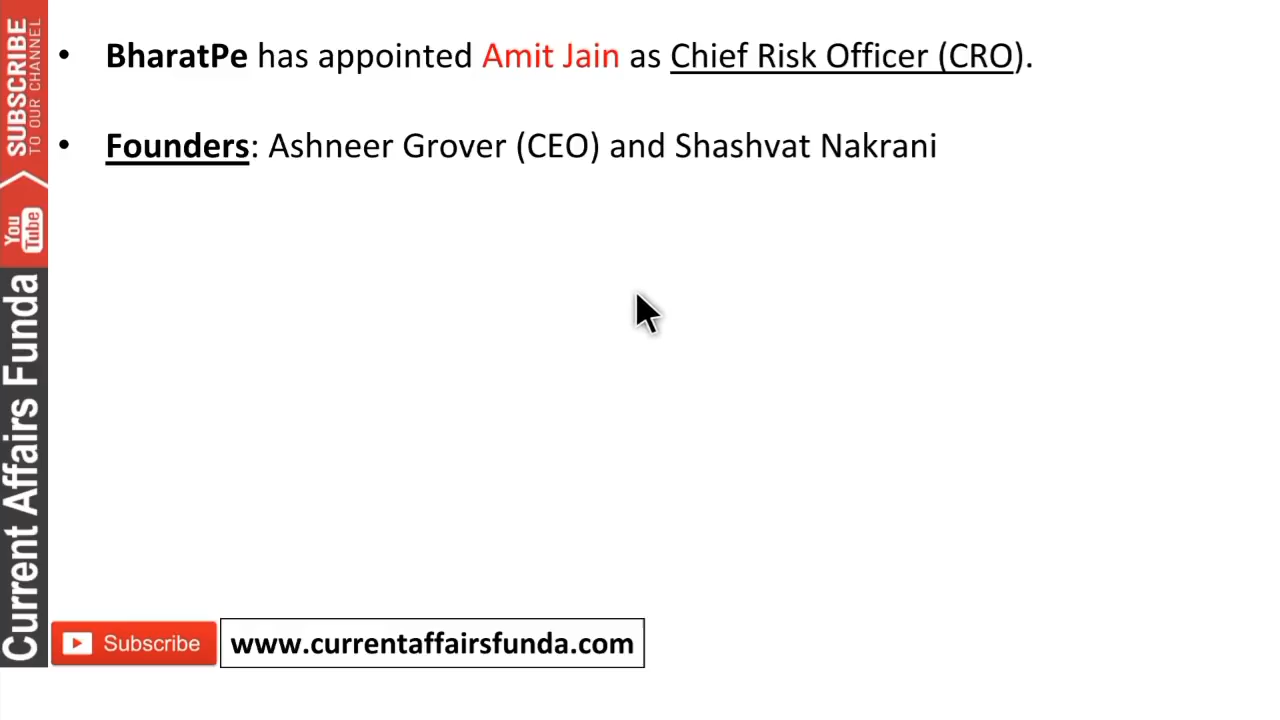 • BharatPe has appointed Amit Jain as Chief Risk Officer (CRO).
• Founders: Ashneer Grover (CEO) and Shashvat Nakrani
SUBSCRIBE
TO OUR CHANNEL
You
Tube
Current Affairs Funda
Subscribe
www.currentaffairsfunda.com